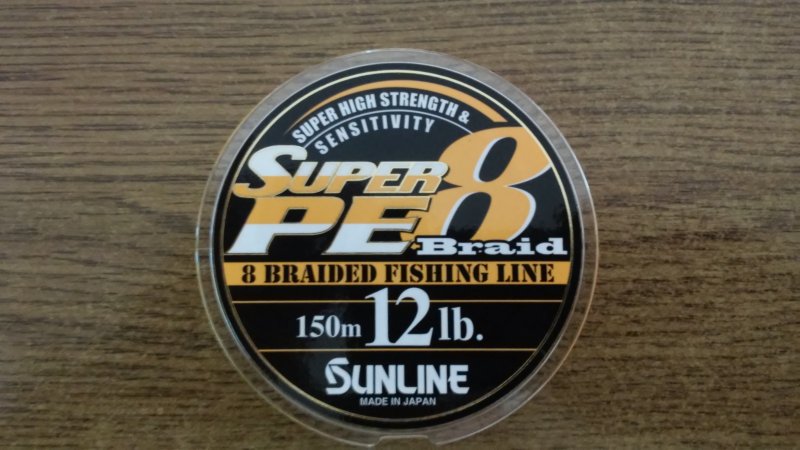 SUPER HIGH STRENGTH &
SENSITIVITY
SUPER
PE 8
Braid
8 BRAIDED FISHING LINE
150m 12lb.
SUNLINE
MADE IN JAPAN